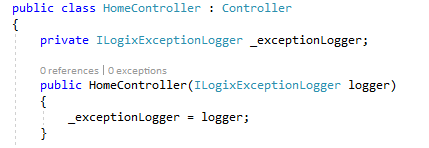 public class HomeController : Controller
{
private ILogixExceptionLogger _exceptionLogger;
0 references | 0 exceptions
public HomeController(ILogixExceptionLogger logger)
{
_exceptionLogger = logger;
}